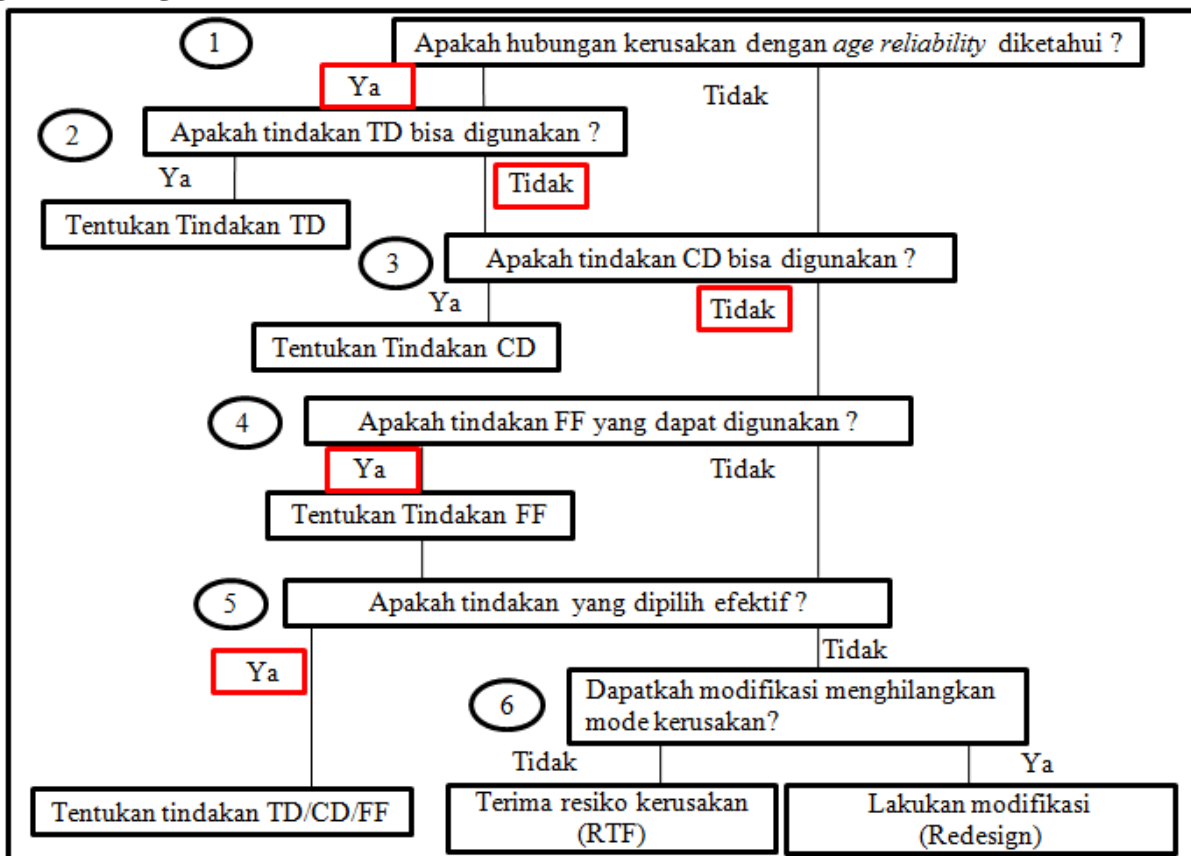 1
Apakah hubungan kerusakan dengan age reliability diketahui ?
Ya
Tidak
2
Apakah tindakan TD bisa digunakan ?
Ya
Tidak
Tentukan Tindakan TD
3
Apakah tindakan CD bisa digunakan ?
Ya
Tidak
Tentukan Tindakan CD
4
Apakah tindakan FF yang dapat digunakan ?
Ya
Tidak
Tentukan Tindakan FF
5
Apakah tindakan yang dipilih efektif ?
Ya
Tidak
6
Dapatkah modifikasi menghilangkan
mode kerusakan?
Tidak
Ya
Tentukan tindakan TD/CD/FF
Terima resiko kerusakan
(RTF)
Lakukan modifikasi
(Redesign)